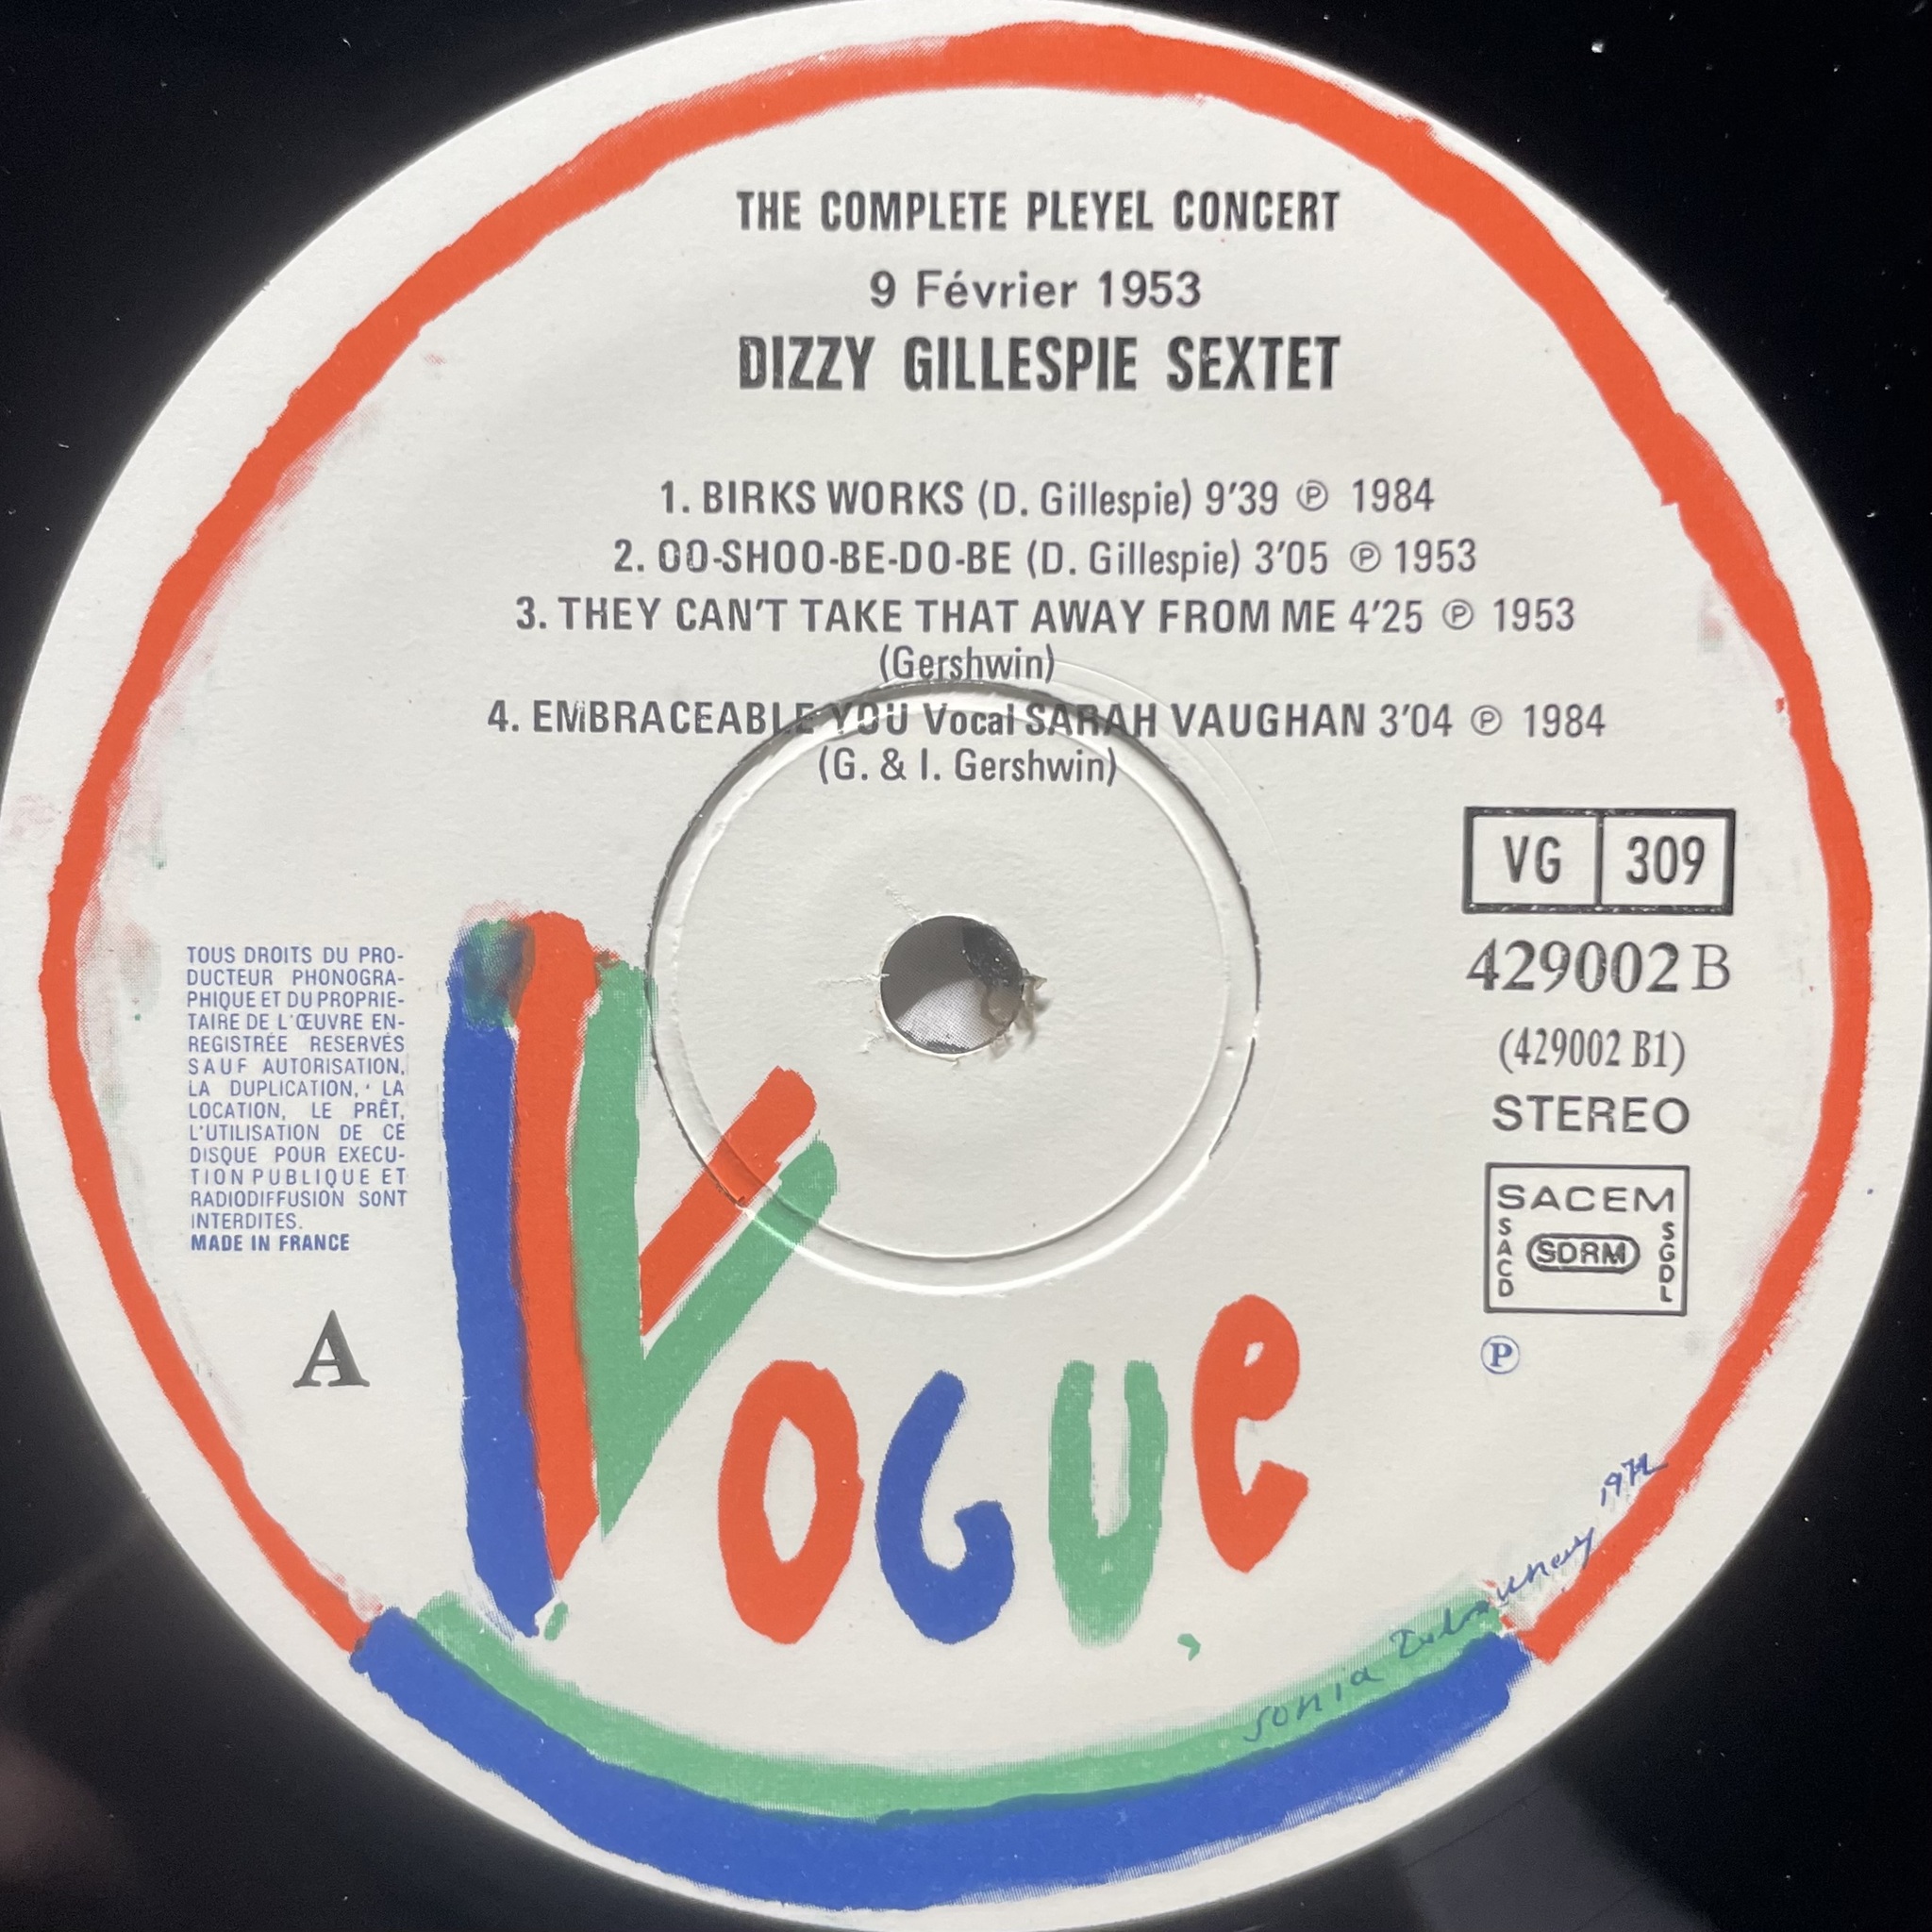 THE COMPLETE PLEYEL CONCERT
9 Février 1953
DIZZY GILLESPIE SEXTET
1. BIRKS WORKS (D. Gillespie) 9'39 ℗ 1984
2. OO-SHOO-BE-DO-BE (D. Gillespie) 3'05 ℗ 1953
3. THEY CAN'T TAKE THAT AWAY FROM ME 4'25 ℗ 1953
(Gershwin)
4. EMBRACEABLE YOU Vocal SARAH VAUGHAN 3'04 ℗ 1984
(G. & I. Gershwin)
VG 309
429002 B
(429002 B1)
STEREO
SACEM
SACD
SDRM
SGDL
℗
TOUS DROITS DU PRO-
DUCTEUR PHONOGRA-
PHIQUE ET DU PROPRIE-
TAIRE DE L'ŒUVRE EN-
REGISTRÉE RESERVÉS
SAUF AUTORISATION,
LA DUPLICATION, LA
LOCATION, LE PRÊT,
L'UTILISATION DE CE
DISQUE POUR EXECU-
TION PUBLIQUE ET
RADIODIFFUSION SONT
INTERDITES.
MADE IN FRANCE
A
VOGUe
Sonia Delaunay 1972